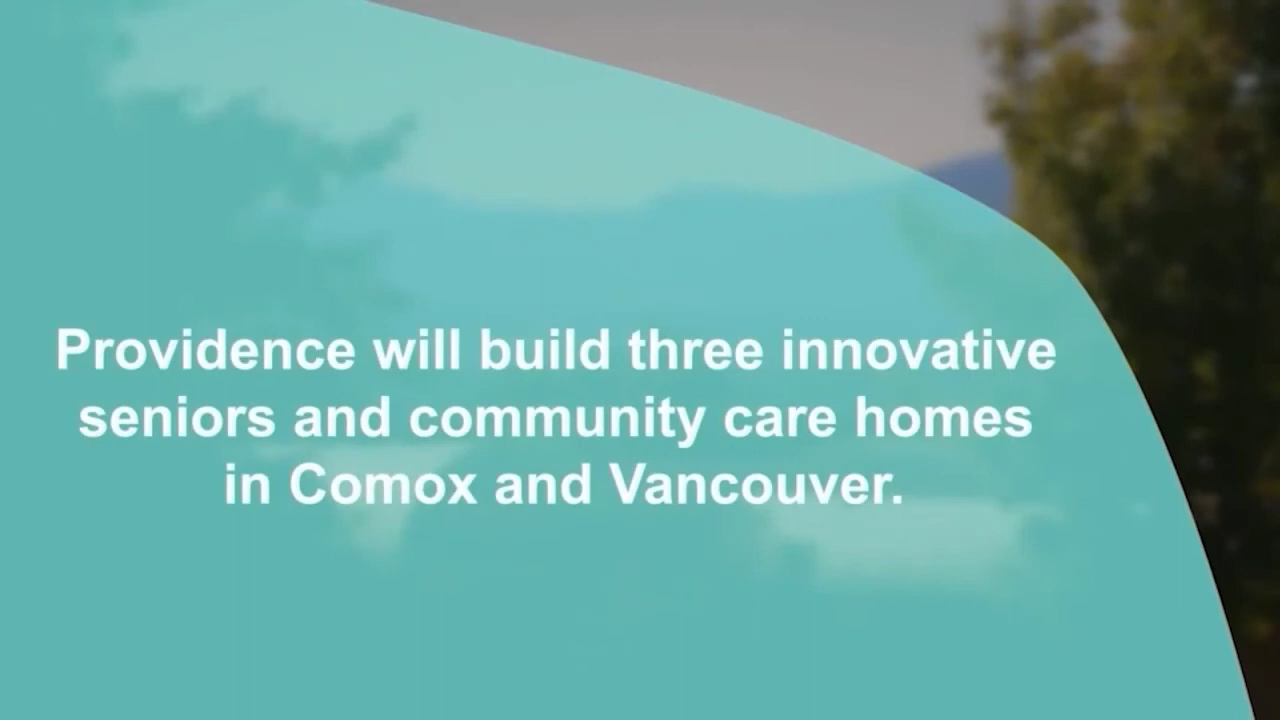 Providence will build three innovative
seniors and community care homes
in Comox and Vancouver.